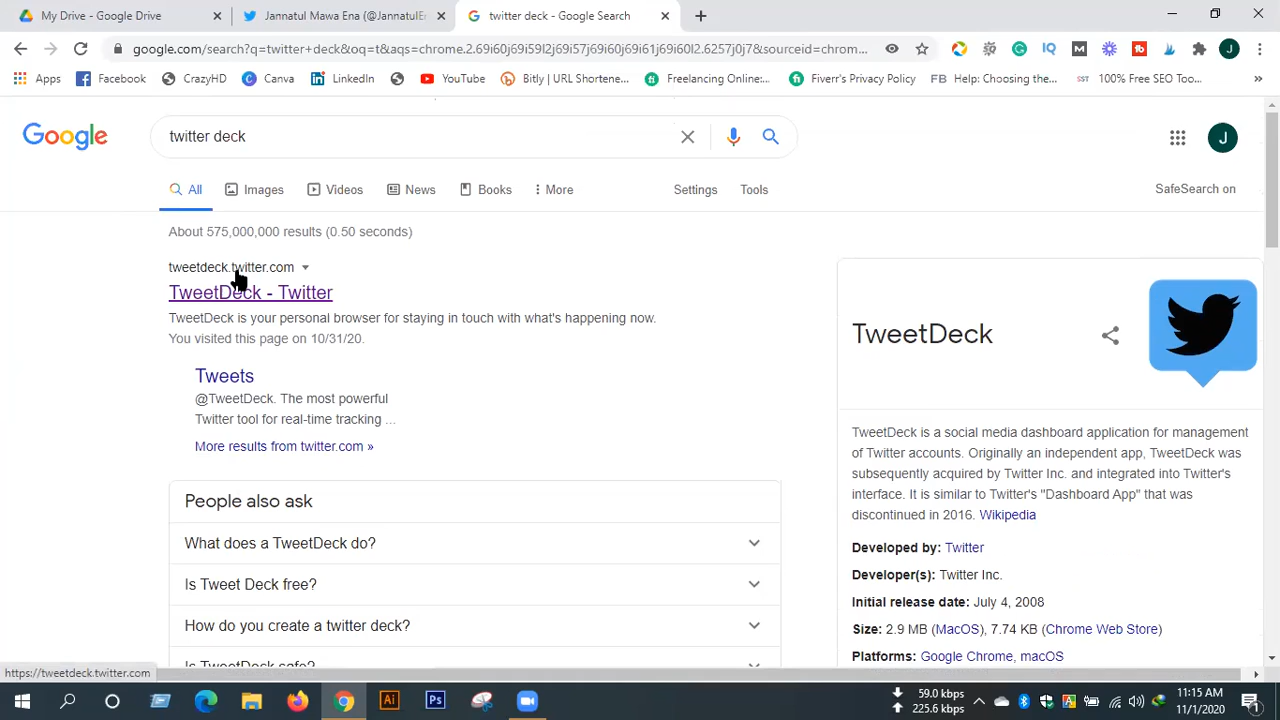 My Drive - Google Drive
Jannatul Mawa Ena (@JannatulEn
twitter deck - Google Search
google.com/search?q=twitter+deck&oq=t&aqs=chrome.2.69i60j69i59l2j69i57j69i60j69i61j69i60l2.6257j0j7&sourceid=chrom...
Apps
Facebook
CrazyHD
Canva
LinkedIn
YouTube
Bitly | URL Shortene...
Freelancing Online:...
Fiverr's Privacy Policy
FB Help: Choosing the...
SST 100% Free SEO Too...
»
Google
twitter deck
J
All
Images
Videos
News
Books
More
Settings
Tools
SafeSearch on
About 575,000,000 results (0.50 seconds)
tweetdeck.twitter.com
TweetDeck - Twitter
TweetDeck is your personal browser for staying in touch with what's happening now.
You visited this page on 10/31/20.
Tweets
@TweetDeck. The most powerful
Twitter tool for real-time tracking ...
More results from twitter.com »
People also ask
What does a TweetDeck do?
Is Tweet Deck free?
How do you create a twitter deck?
Is TweetDeck safe?
TweetDeck
TweetDeck is a social media dashboard application for management
of Twitter accounts. Originally an independent app, TweetDeck was
subsequently acquired by Twitter Inc. and integrated into Twitter's
interface. It is similar to Twitter's "Dashboard App" that was
discontinued in 2016. Wikipedia
Developed by: Twitter
Developer(s): Twitter Inc.
Initial release date: July 4, 2008
Size: 2.9 MB (MacOS), 7.74 KB (Chrome Web Store)
Platforms: Google Chrome, macOS
https://tweetdeck.twitter.com
Ai
Ps
59.0 kbps
225.6 kbps
11:15 AM
11/1/2020